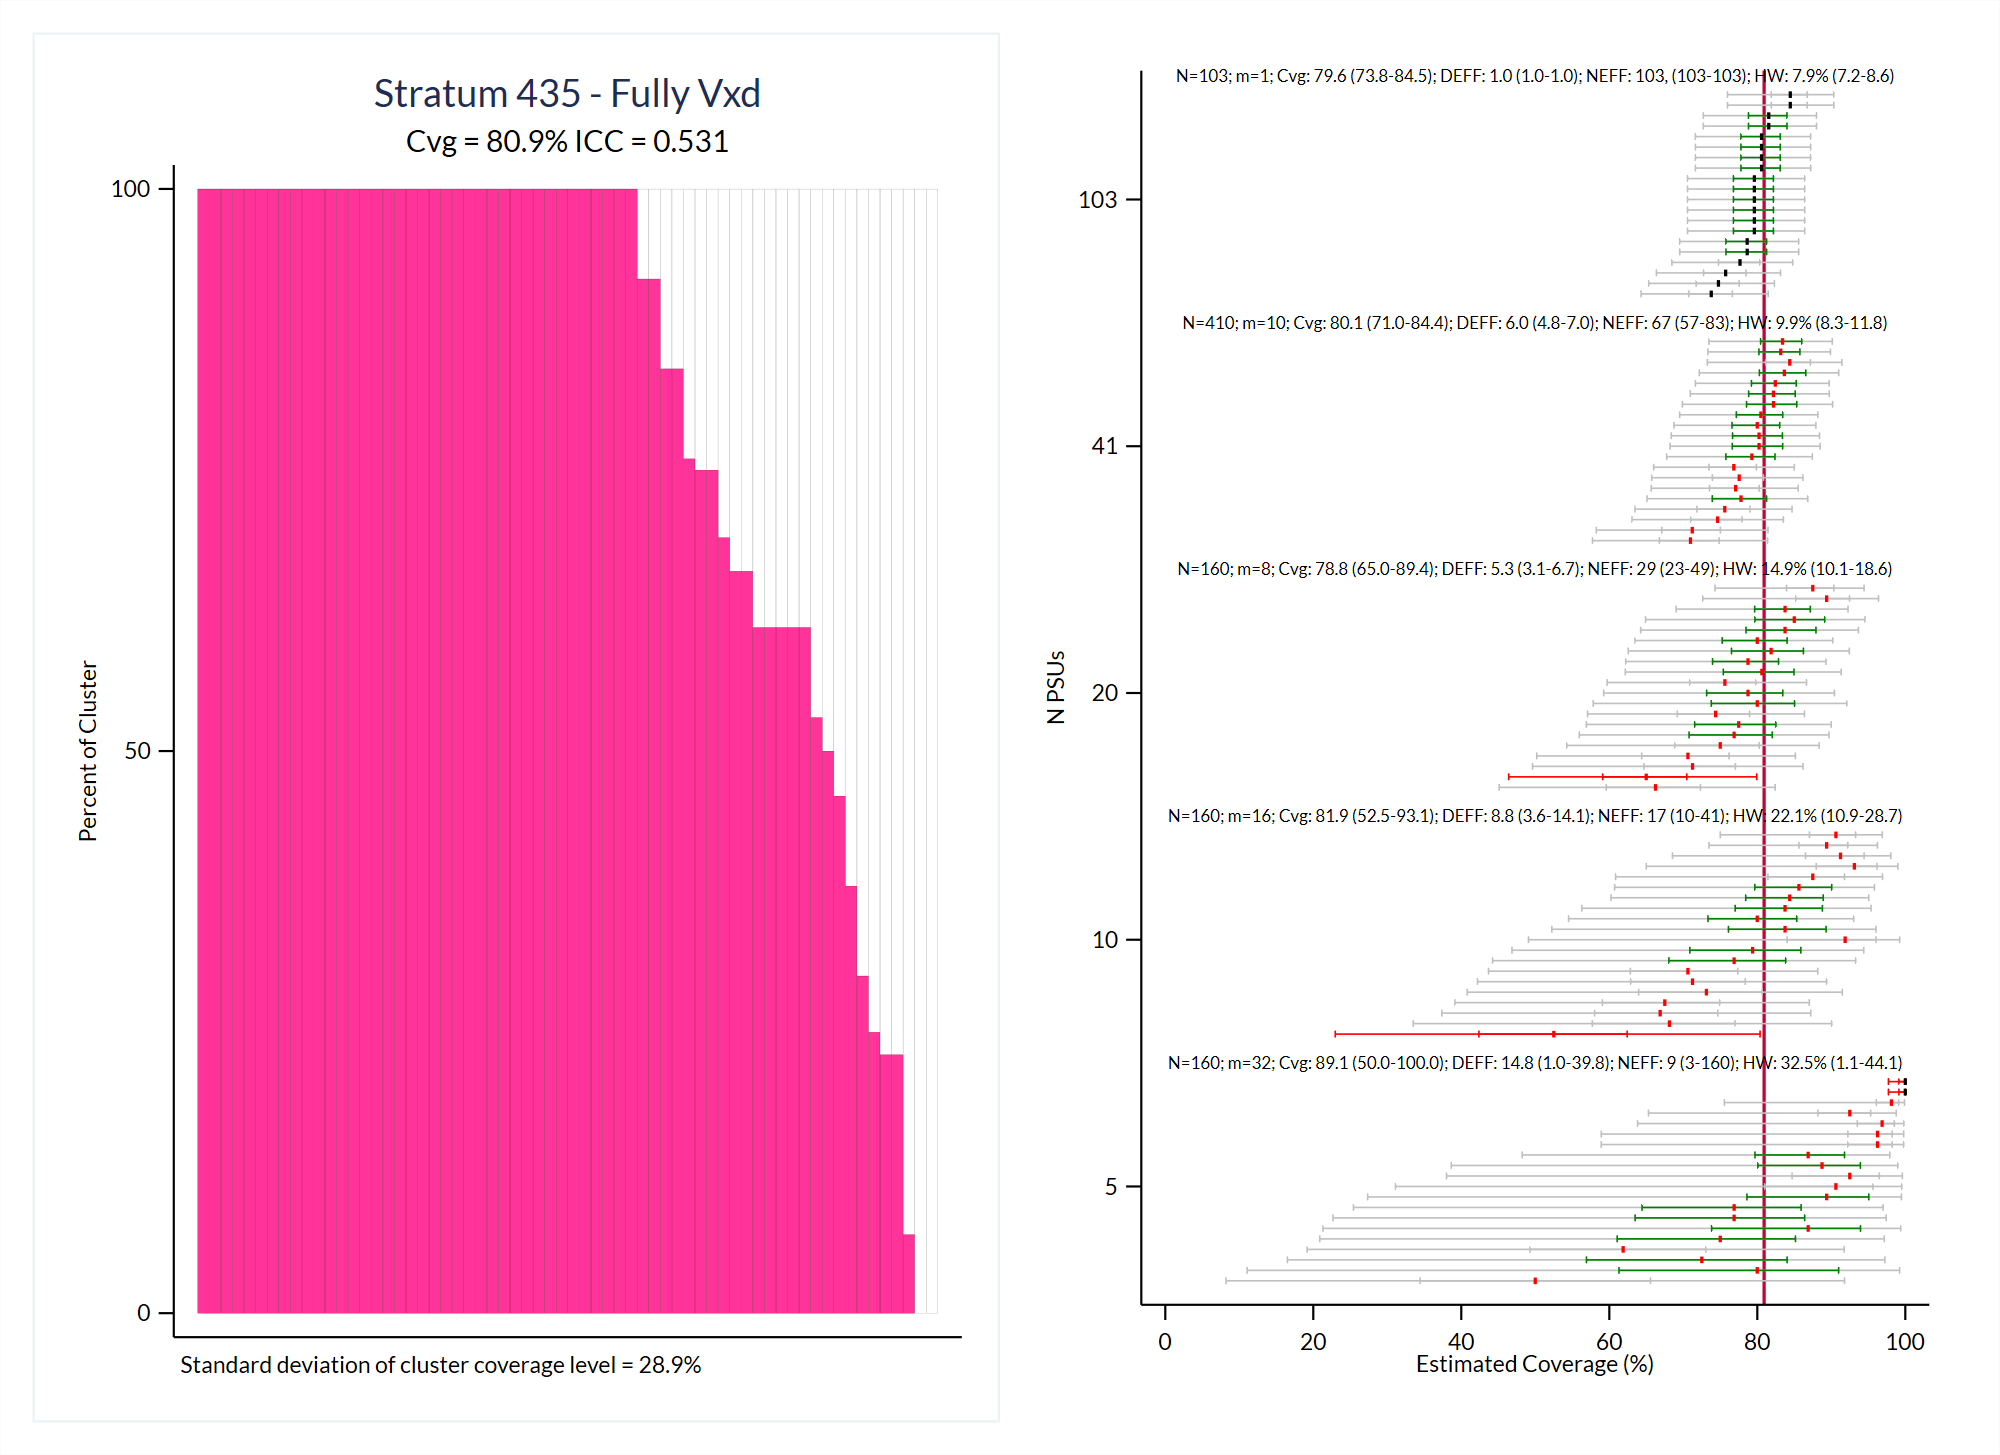 Stratum 435 - Fully Vxd
Cvg = 80.9% ICC = 0.531
Percent of Cluster
100
50
0
Standard deviation of cluster coverage level = 28.9%
N PSUs
N=103; m=1; Cvg: 79.6 (73.8-84.5); DEFF: 1.0 (1.0-1.0); NEFF: 103, (103-103); HW: 7.9% (7.2-8.6)
103
N=410; m=10; Cvg: 80.1 (71.0-84.4); DEFF: 6.0 (4.8-7.0); NEFF: 67 (57-83); HW: 9.9% (8.3-11.8)
41
N=160; m=8; Cvg: 78.8 (65.0-89.4); DEFF: 5.3 (3.1-6.7); NEFF: 29 (23-49); HW: 14.9% (10.1-18.6)
20
N=160; m=16; Cvg: 81.9 (52.5-93.1); DEFF: 8.8 (3.6-14.1); NEFF: 17 (10-41); HW: 22.1% (10.9-28.7)
10
N=160; m=32; Cvg: 89.1 (50.0-100.0); DEFF: 14.8 (1.0-39.8); NEFF: 9 (3-160); HW: 32.5% (1.1-44.1)
5
0 20 40 60 80 100
Estimated Coverage (%)